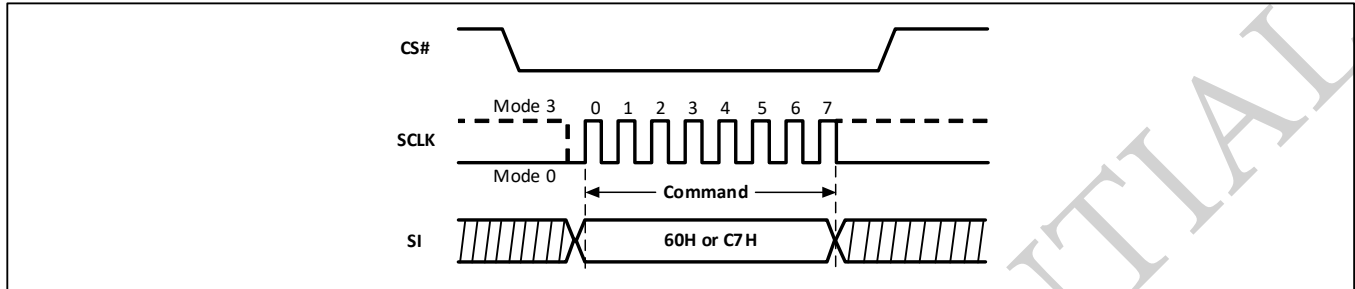 CS#
Mode 3 0 1 2 3 4 5 6 7
SCLK
Mode 0
Command
SI 60H or C7H